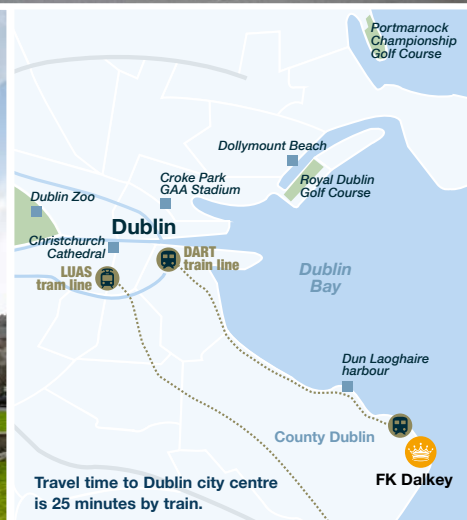 Portmarnock
Championship
Golf Course
Dollymount Beach
Croke Park
GAA Stadium
Royal Dublin
Golf Course
Dublin Zoo
Dublin
Christchurch
Cathedral
DART
train line
LUAS
tram line
Dublin
Bay
Dun Laoghaire
harbour
County Dublin
FK Dalkey
Travel time to Dublin city centre
is 25 minutes by train.